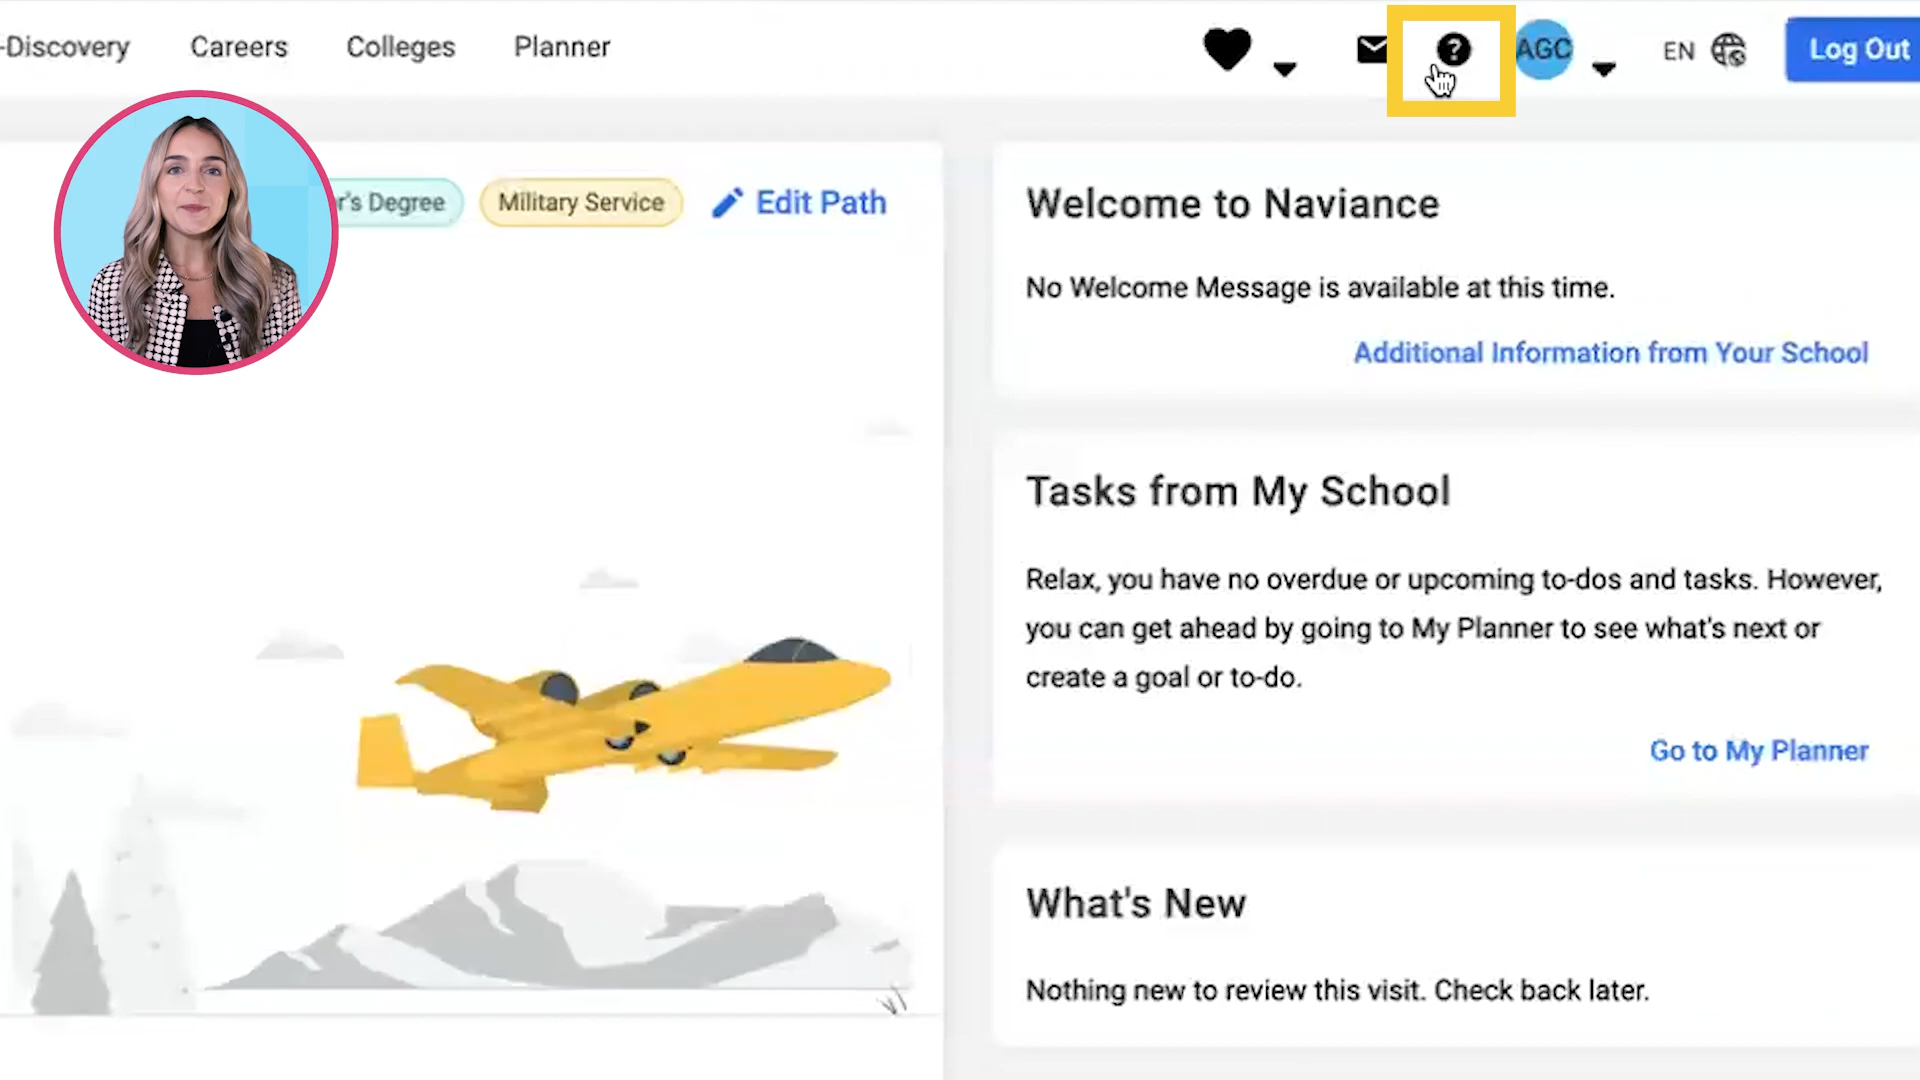 -Discovery Careers Colleges Planner
AGC EN Log Out
r's Degree Military Service Edit Path
Welcome to Naviance
No Welcome Message is available at this time.
Additional Information from Your School
Tasks from My School
Relax, you have no overdue or upcoming to-dos and tasks. However,
you can get ahead by going to My Planner to see what's next or
create a goal or to-do.
Go to My Planner
What's New
Nothing new to review this visit. Check back later.